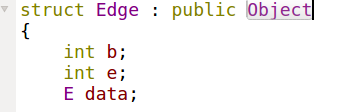 struct Edge : public Object
{
    int b;
    int e;
    E data;